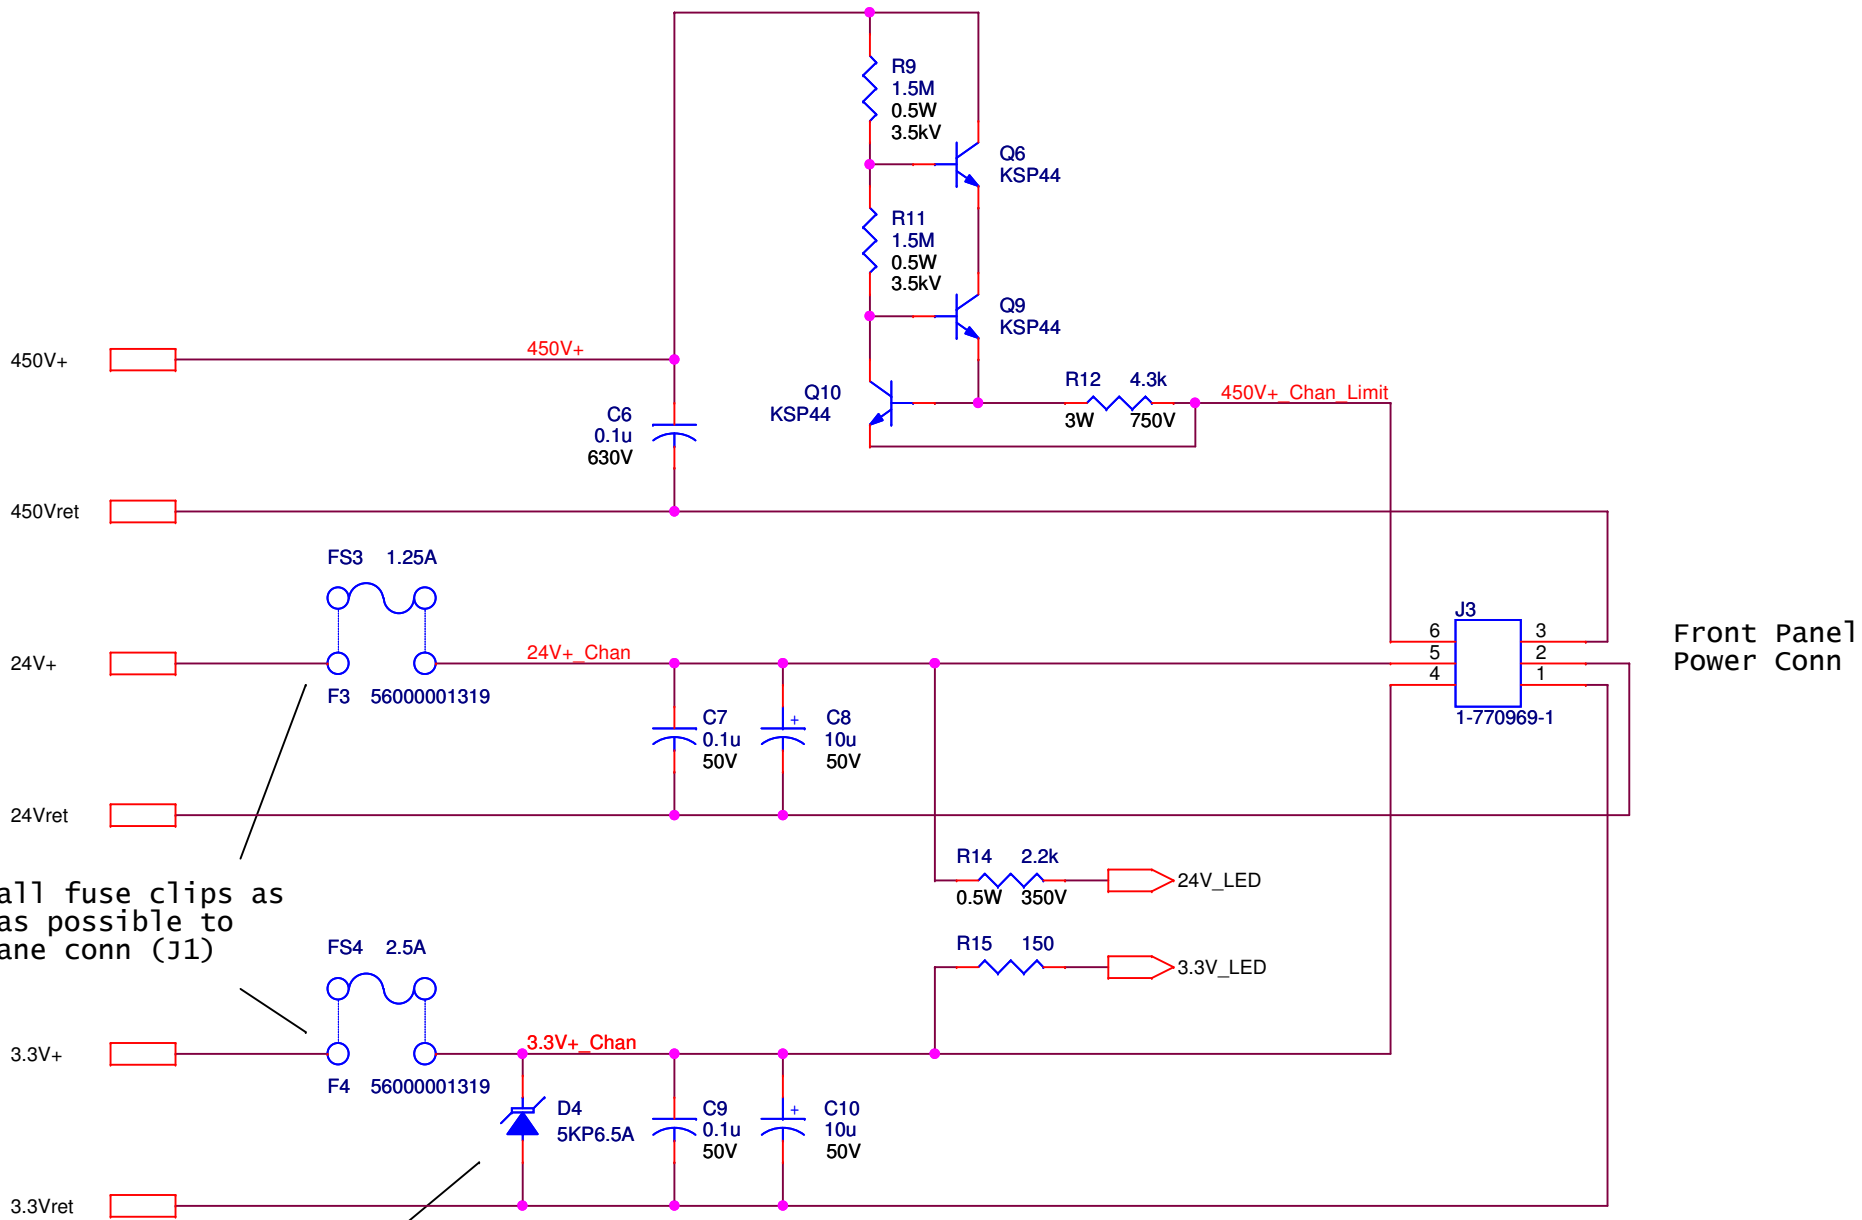 R9
1.5M
0.5W
3.5kV
Q6
KSP44
R11
1.5M
0.5W
3.5kV
Q9
KSP44
450V+
450V+
Q10
KSP44
R12 4.3k
3W 750V
450V+_Chan_Limit
C6
0.1u
630V
450Vret
FS3 1.25A
24V+
24V+_Chan
F3 56000001319
C7
0.1u
50V
+
C8
10u
50V
J3
6 3
5 2
4 1
1-770969-1
Front Panel
Power Conn
24Vret
R14 2.2k
0.5W 350V
24V_LED
all fuse clips as
as possible to
ane conn (J1)
FS4 2.5A
R15 150
3.3V_LED
3.3V+
3.3V+_Chan
F4 56000001319
D4
5KP6.5A
C9
0.1u
50V
+
C10
10u
50V
3.3Vret